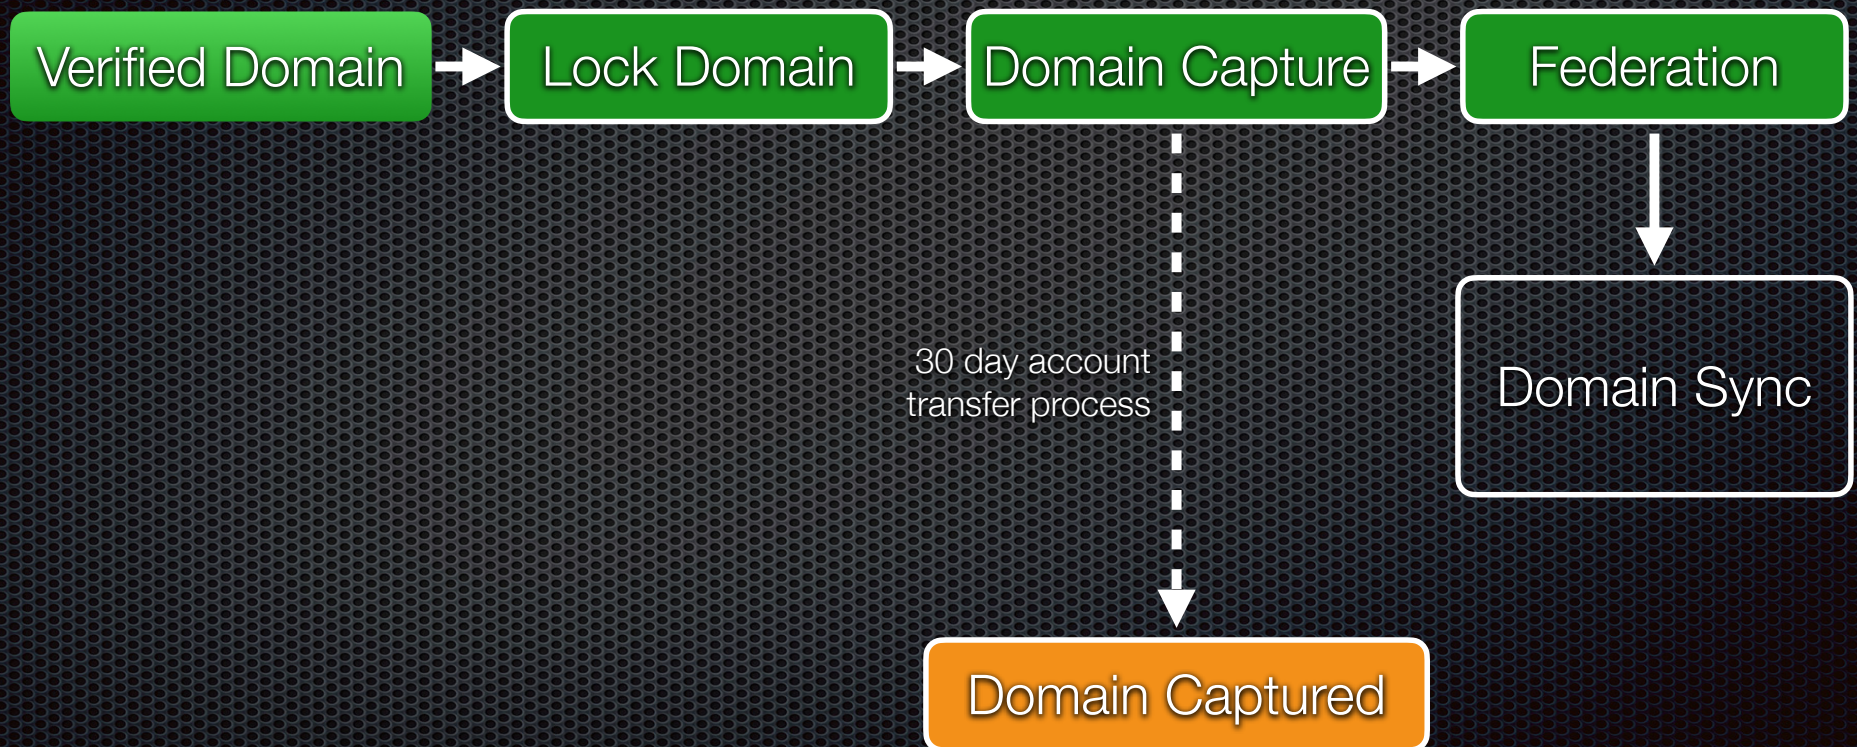 Verified Domain
Lock Domain
Domain Capture
Federation
30 day account
transfer process
Domain Sync
Domain Captured